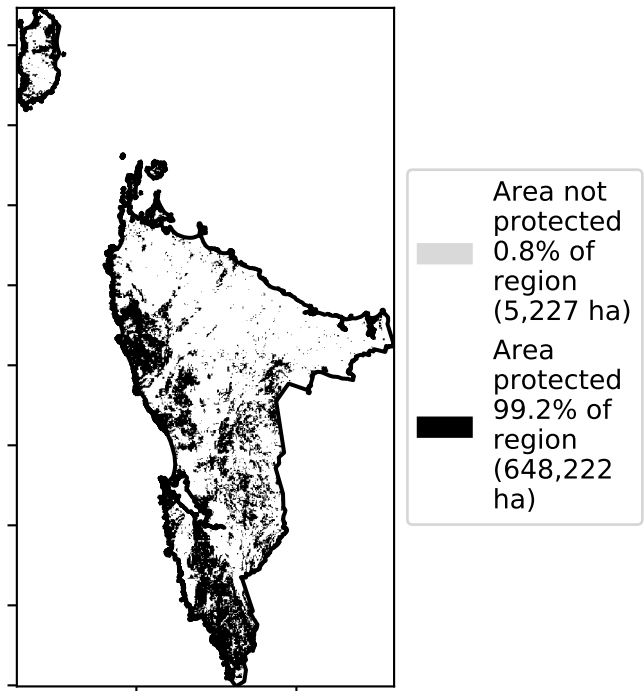 Area not
protected
0.8% of
region
(5,227 ha)
Area
protected
99.2% of
region
(648,222
ha)